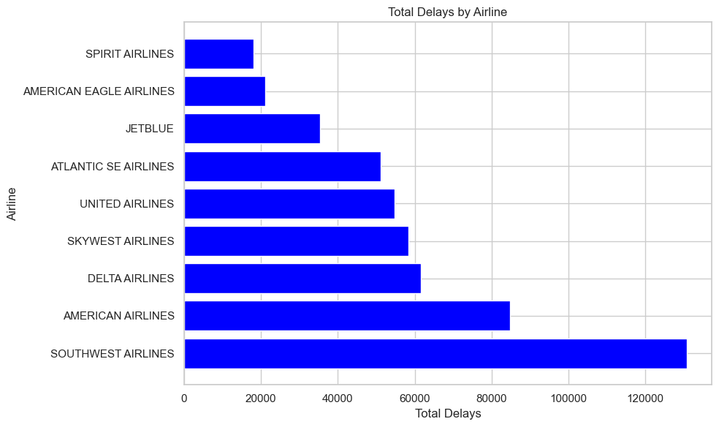 Total Delays by Airline
Airline
SPIRIT AIRLINES
AMERICAN EAGLE AIRLINES
JETBLUE
ATLANTIC SE AIRLINES
UNITED AIRLINES
SKYWEST AIRLINES
DELTA AIRLINES
AMERICAN AIRLINES
SOUTHWEST AIRLINES
0 20000 40000 60000 80000 100000 120000
Total Delays